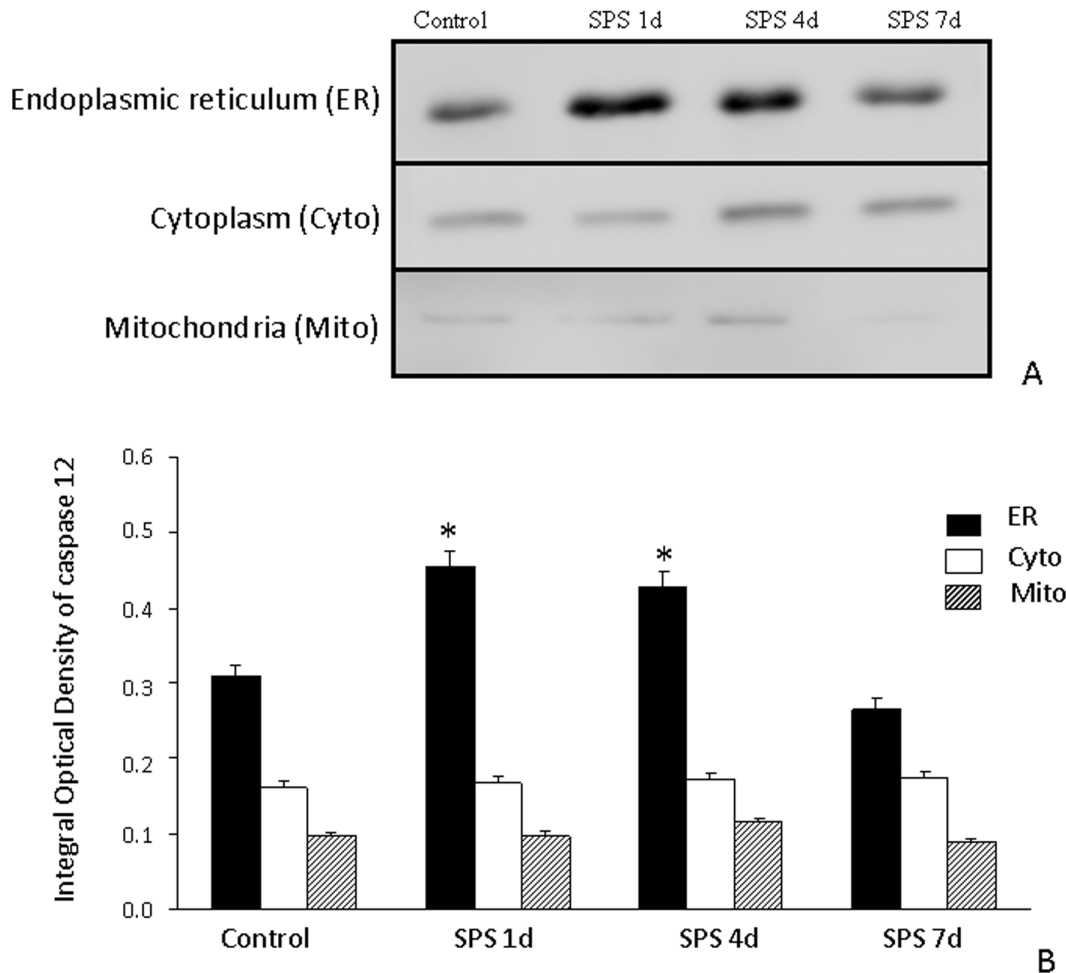 Control SPS 1d SPS 4d SPS 7d
Endoplasmic reticulum (ER)
Cytoplasm (Cyto)
Mitochondria (Mito)
A
Integral Optical Density of caspase 12
0.6
0.5
0.4
0.3
0.2
0.1
0.0
*
*
ER
Cyto
Mito
Control SPS 1d SPS 4d SPS 7d
B